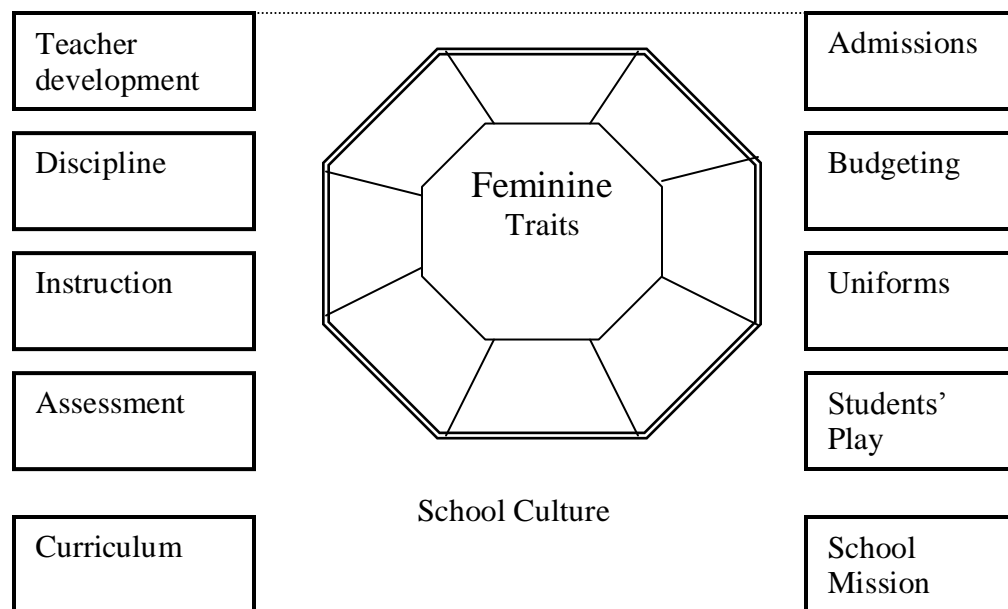 Teacher
development
Discipline
Instruction
Assessment
Curriculum
Feminine
Traits
School Culture
Admissions
Budgeting
Uniforms
Students’
Play
School
Mission